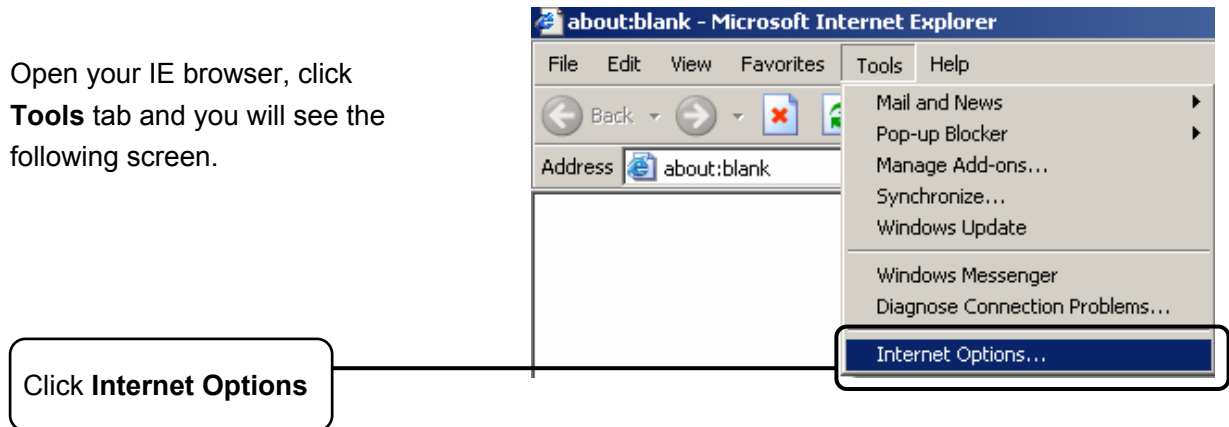 Open your IE browser, click
Tools tab and you will see the
following screen.
about:blank - Microsoft Internet Explorer
File Edit View Favorites Tools Help
Back
Address about:blank
Mail and News
Pop-up Blocker
Manage Add-ons...
Synchronize...
Windows Update
Windows Messenger
Diagnose Connection Problems...
Internet Options...
Click Internet Options